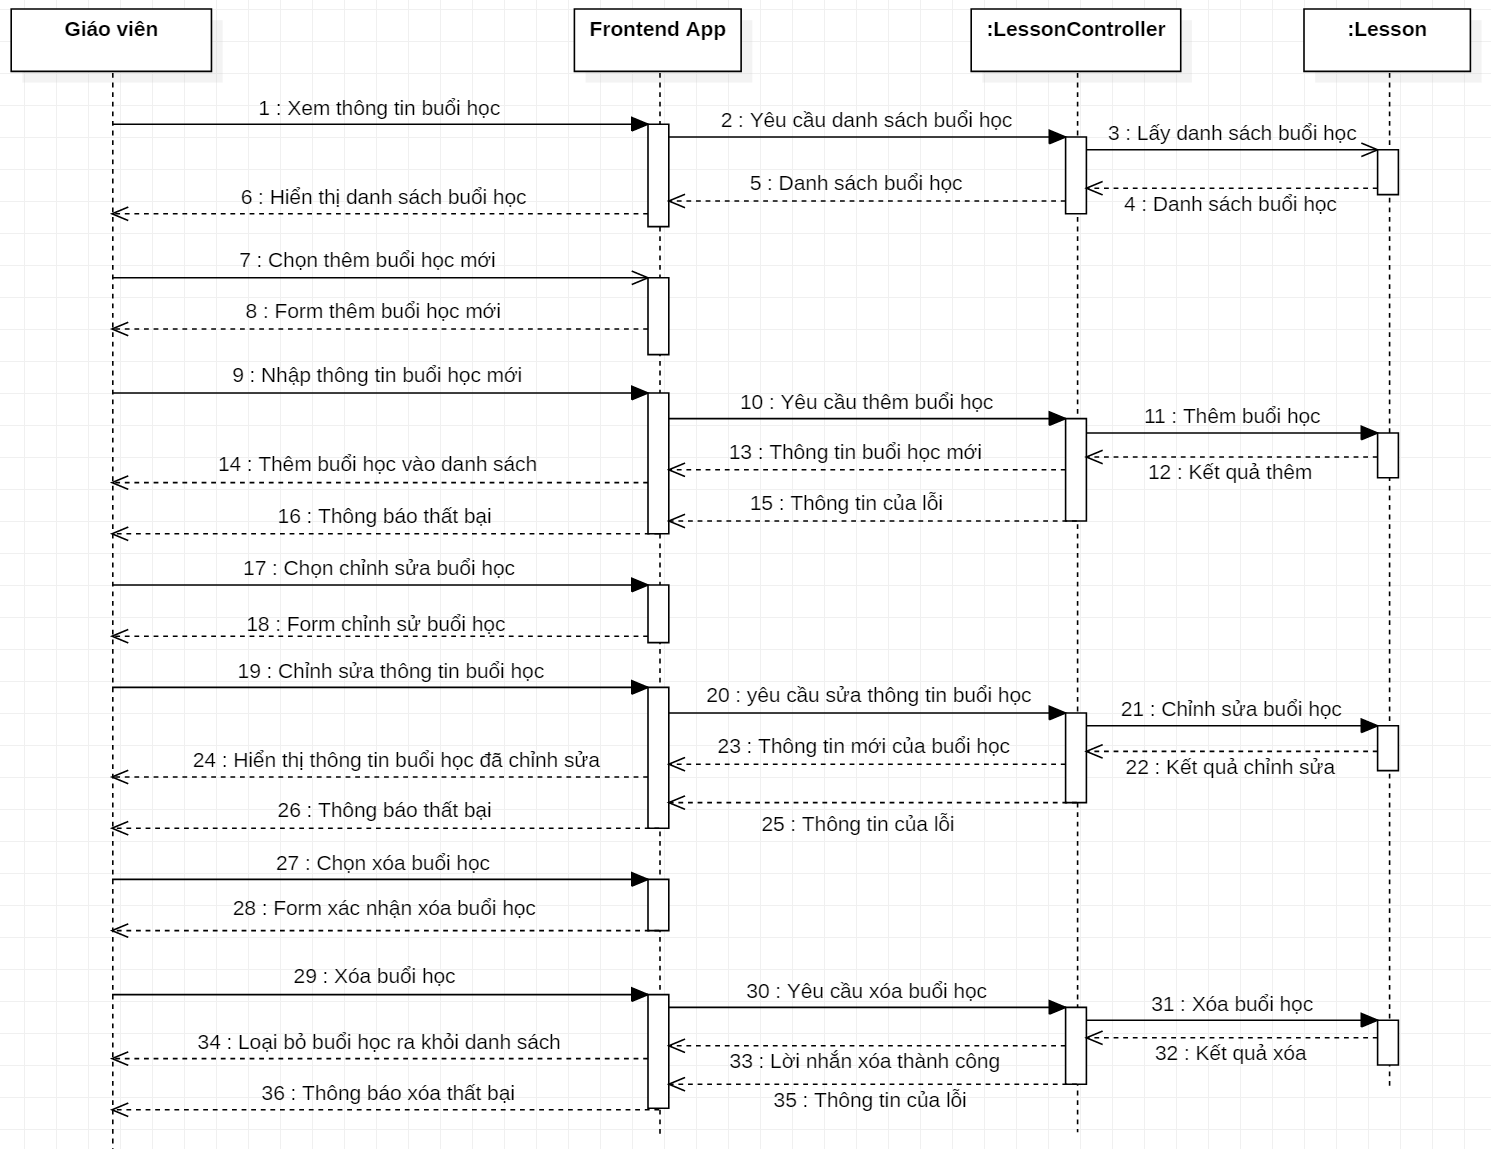 Giáo viên
Frontend App
:LessonController
:Lesson
1 : Xem thông tin buổi học
2 : Yêu cầu danh sách buổi học
3 : Lấy danh sách buổi học
4 : Danh sách buổi học
5 : Danh sách buổi học
6 : Hiển thị danh sách buổi học
7 : Chọn thêm buổi học mới
8 : Form thêm buổi học mới
9 : Nhập thông tin buổi học mới
10 : Yêu cầu thêm buổi học
11 : Thêm buổi học
12 : Kết quả thêm
13 : Thông tin buổi học mới
14 : Thêm buổi học vào danh sách
15 : Thông tin của lỗi
16 : Thông báo thất bại
17 : Chọn chỉnh sửa buổi học
18 : Form chỉnh sử buổi học
19 : Chỉnh sửa thông tin buổi học
20 : yêu cầu sửa thông tin buổi học
21 : Chỉnh sửa buổi học
22 : Kết quả chỉnh sửa
23 : Thông tin mới của buổi học
24 : Hiển thị thông tin buổi học đã chỉnh sửa
25 : Thông tin của lỗi
26 : Thông báo thất bại
27 : Chọn xóa buổi học
28 : Form xác nhận xóa buổi học
29 : Xóa buổi học
30 : Yêu cầu xóa buổi học
31 : Xóa buổi học
32 : Kết quả xóa
33 : Lời nhắn xóa thành công
34 : Loại bỏ buổi học ra khỏi danh sách
35 : Thông tin của lỗi
36 : Thông báo xóa thất bại